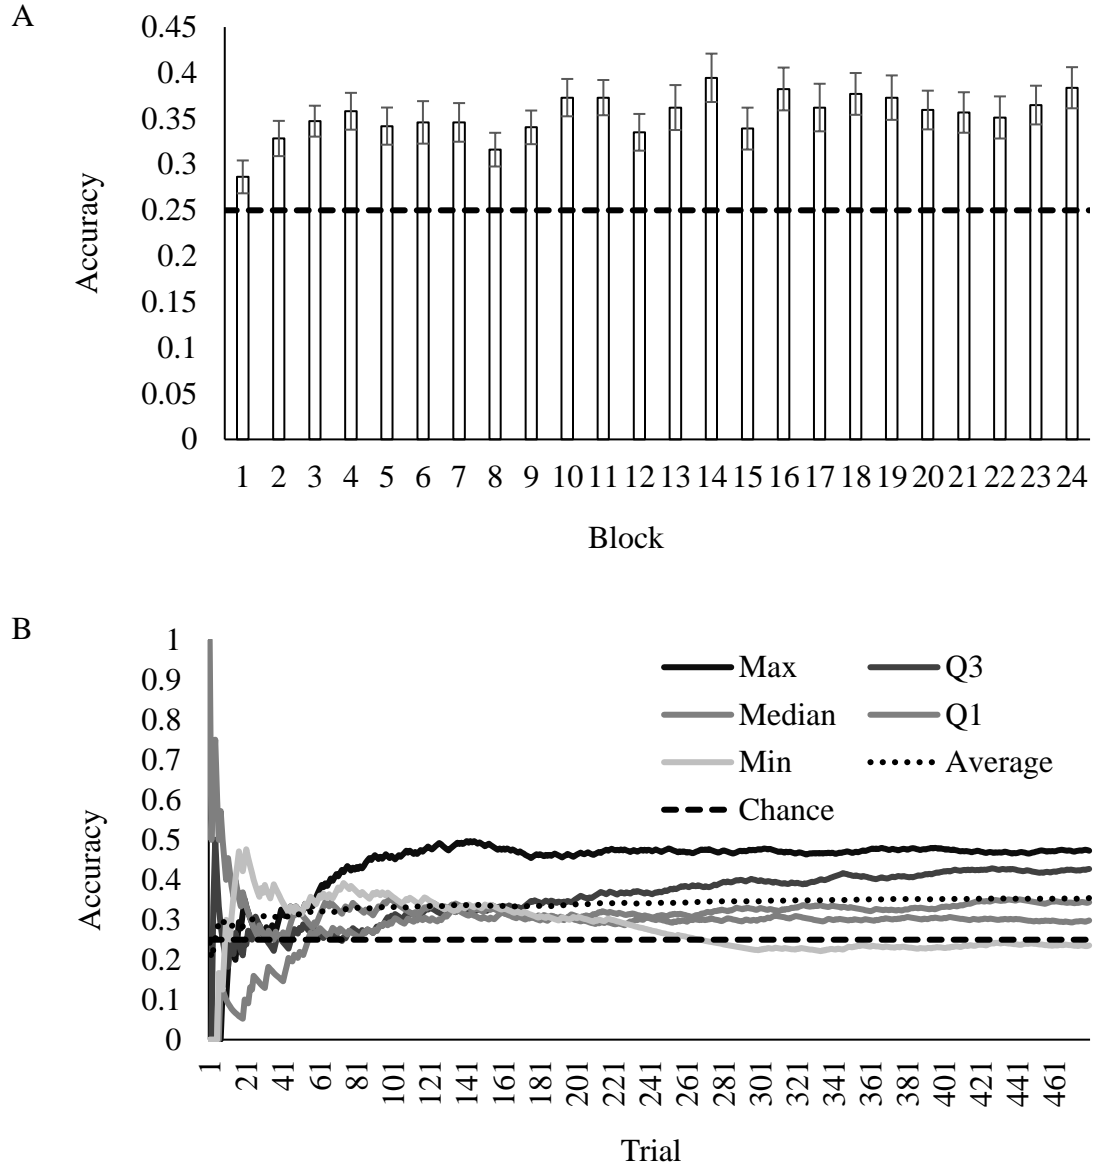 A
0.45
0.4
0.35
0.3
0.25
0.2
0.15
0.1
0.05
0
Accuracy
1 2 3 4 5 6 7 8 9 10 11 12 13 14 15 16 17 18 19 20 21 22 23 24
Block
B
1
0.9
0.8
0.7
0.6
0.5
0.4
0.3
0.2
0.1
0
Accuracy
Max Q3
Median Q1
Min Average
Chance
1 21 41 61 81 101 121 141 161 181 201 221 241 261 281 301 321 341 361 381 401 421 441 461
Trial